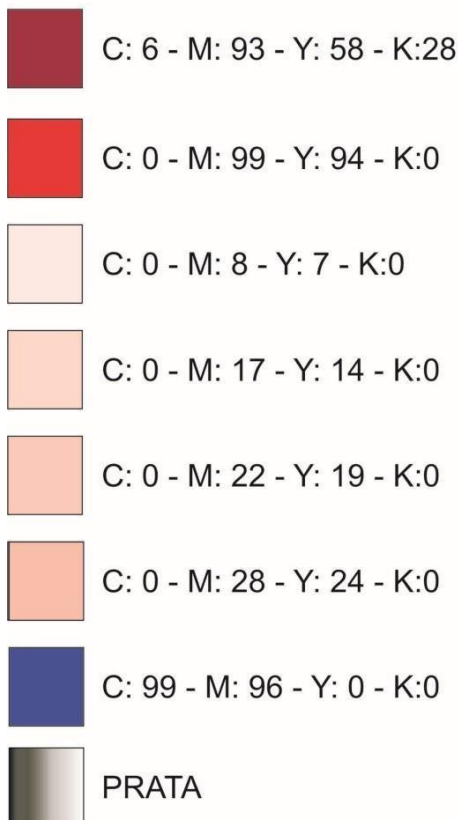 C: 6 - M: 93 - Y: 58 - K:28
C: 0 - M: 99 - Y: 94 - K:0
C: 0 - M: 8 - Y: 7 - K:0
C: 0 - M: 17 - Y: 14 - K:0
C: 0 - M: 22 - Y: 19 - K:0
C: 0 - M: 28 - Y: 24 - K:0
C: 99 - M: 96 - Y: 0 - K:0
PRATA